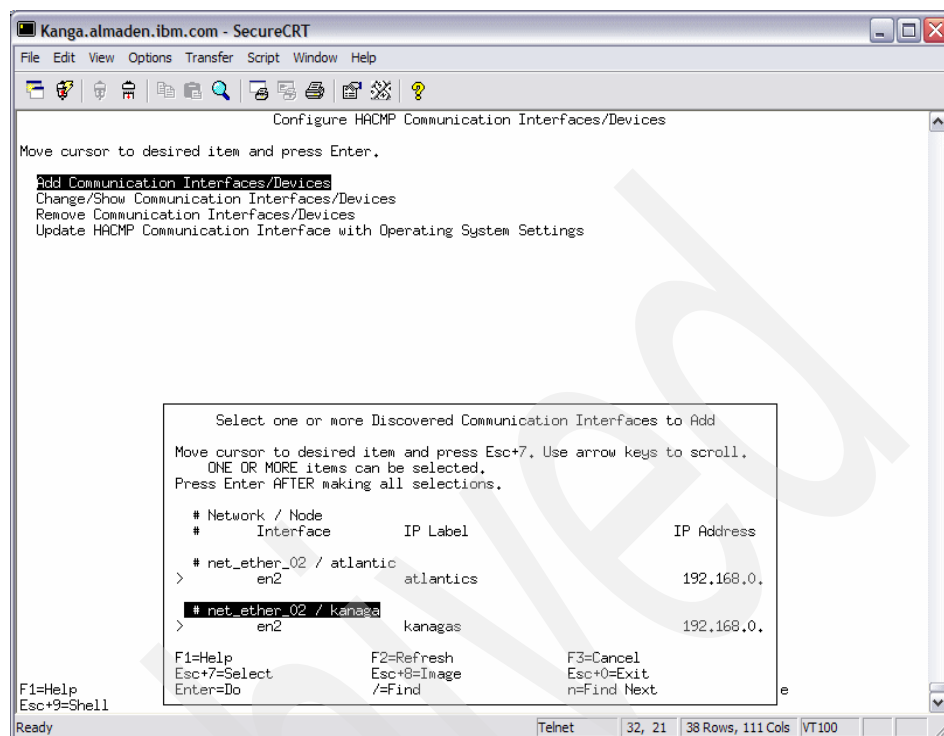 Kanga.almaden.ibm.com - SecureCRT
File Edit View Options Transfer Script Window Help
Configure HACMP Communication Interfaces/Devices
Move cursor to desired item and press Enter.
Add Communication Interfaces/Devices
Change/Show Communication Interfaces/Devices
Remove Communication Interfaces/Devices
Update HACMP Communication Interface with Operating System Settings
Select one or more Discovered Communication Interfaces to Add
Move cursor to desired item and press Esc+7. Use arrow keys to scroll.
ONE OR MORE items can be selected.
Press Enter AFTER making all selections.
# Network / Node
# Interface IP Label IP Address
# net_ether_02 / atlantic
> en2 atlantics 192.168.0.
# net_ether_02 / kanaga
> en2 kanagas 192.168.0.
F1=Help F2=Refresh F3=Cancel
Esc+7=Select Esc+8=Image Esc+0=Exit
F1=Help Enter=Do /=Find n=Find Next e
Esc+9=Shell
Ready Telnet 32, 21 38 Rows, 111 Cols VT100